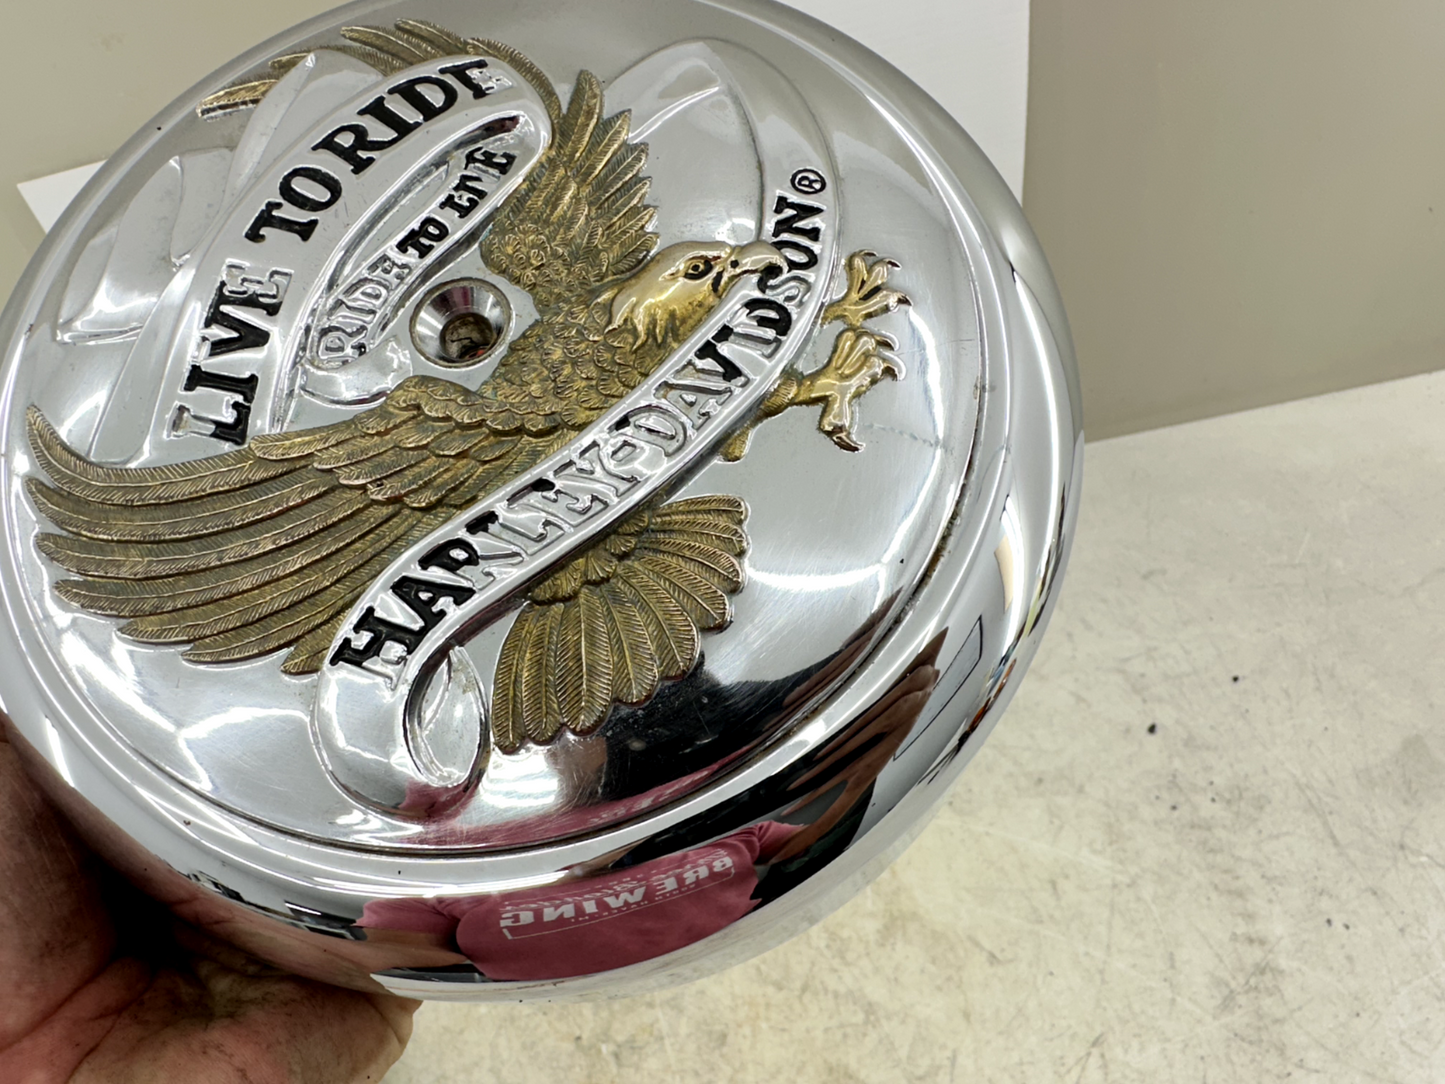 LIVE TO RIDE
RIDE TO LIVE
HARLEY-DAVIDSON®
BREWING